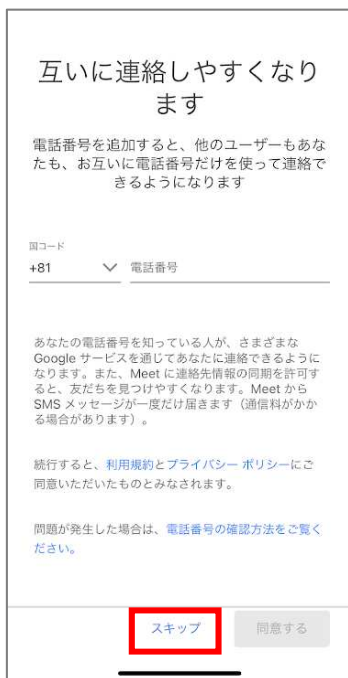 互いに連絡しやすくなり
ます
電話番号を追加すると、他のユーザーもあな
たも、お互いに電話番号だけを使って連絡で
きるようになります
国コード
+81 電話番号
あなたの電話番号を知っている人が、さまざまな
Google サービスを通じてあなたに連絡できるように
なります。また、Meet に連絡先情報の同期を許可す
ると、友だちを見つけやすくなります。Meet から
SMS メッセージが一度だけ届きます（通信料がかか
る場合があります）。
続行すると、利用規約とプライバシー ポリシーにご
同意いただいたものとみなされます。
問題が発生した場合は、電話番号の確認方法をご覧く
ださい。
スキップ 同意する